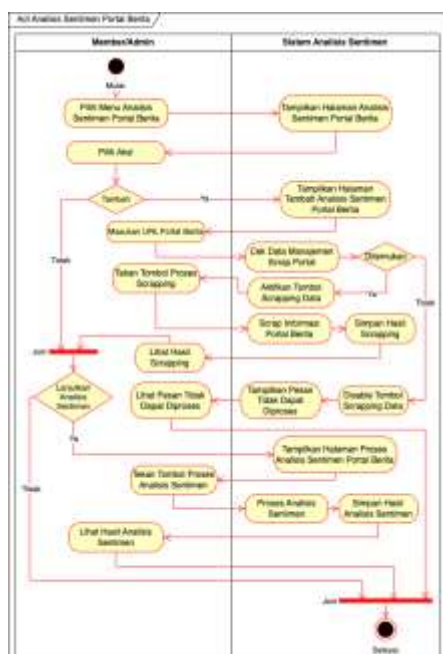 Act Analisis Sentimen Portal Berita
Member/Admin
Sistem Analisis Sentimen
Mulai
Pilih Menu Analisis
Sentimen Portal Berita
Tampilkan Halaman Analisis
Sentimen Portal Berita
Pilih Aksi
Tambah
Ya
Tampilkan Halaman
Tambah Analisis Sentimen
Portal Berita
Masukan URL Portal Berita
Cek Data Manajemen
Scrap Portal
Ditemukan
Tekan Tombol Proses
Scrapping
Aktifkan Tombol
Scrapping Data
Ya
Tidak
Tidak
Scrap Informasi
Portal Berita
Simpan Hasil
Scrapping
Join
Lihat Hasil
Scrapping
Lanjutkan
Analisis
Sentimen
Lihat Pesan Tidak
Dapat Diproses
Tampilkan Pesan
Tidak Dapat
Diproses
Disable Tombol
Scrapping Data
Ya
Tampilkan Halaman Proses
Analisis Sentimen Portal Berita
Tekan Tombol Proses
Analisis Sentimen
Tidak
Proses Analisis
Sentimen
Simpan Hasil
Analisis Sentimen
Lihat Hasil Analisis
Sentimen
Join
Selesai